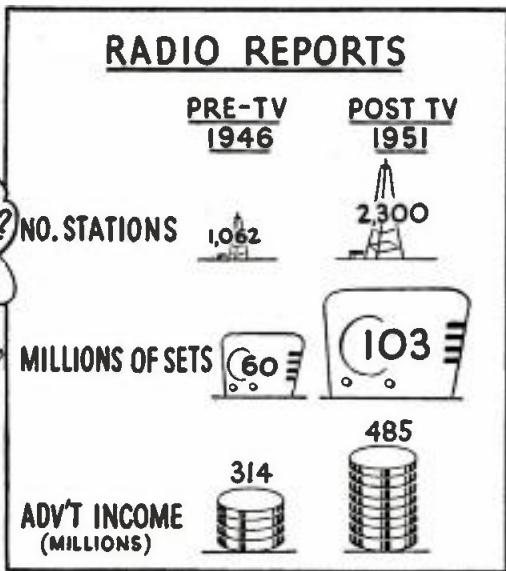 RADIO REPORTS
PRE-TV POST TV
1946 1951
NO. STATIONS 1,062 2,300
MILLIONS OF SETS 60 103
314 485
ADV'T INCOME
(MILLIONS)
?